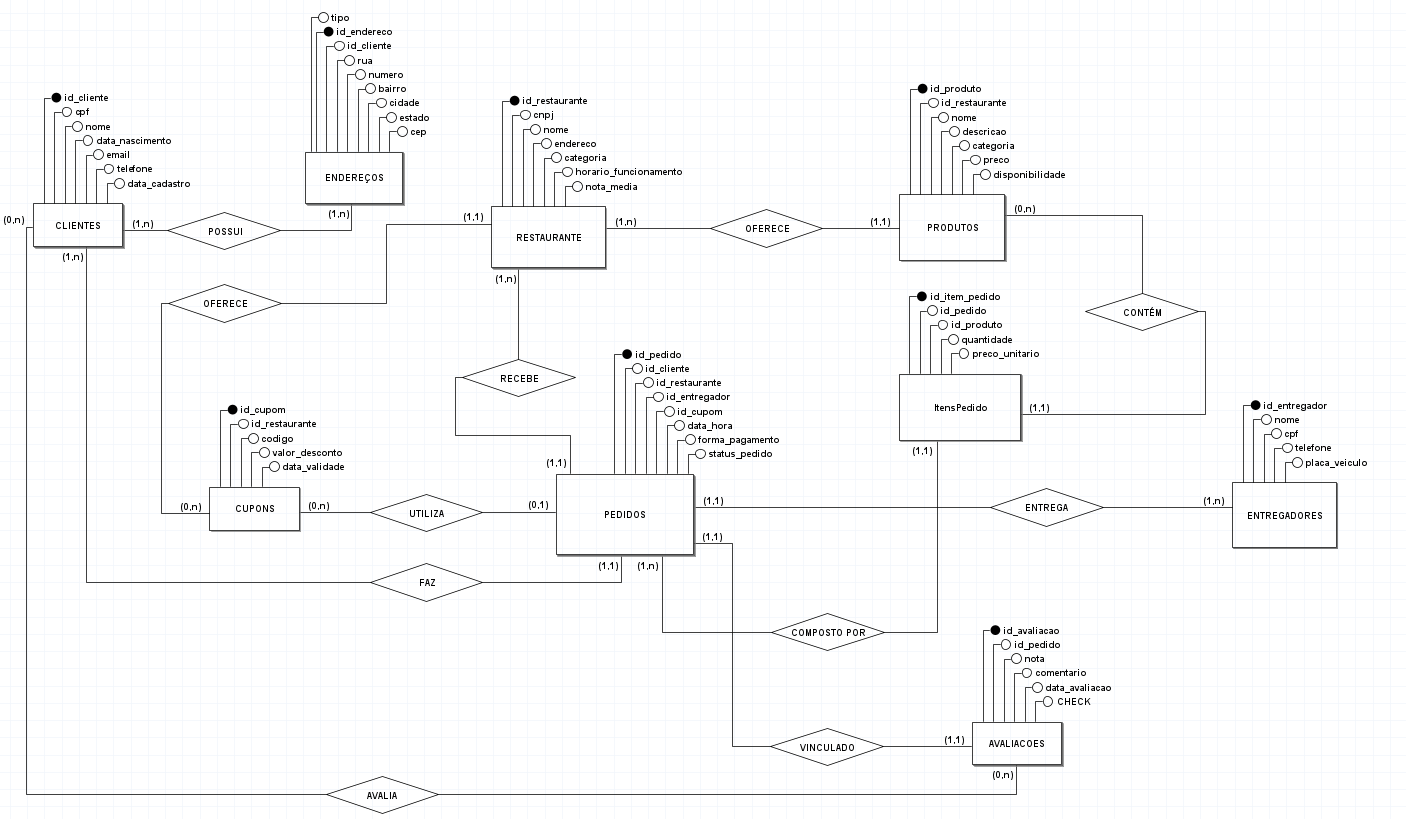 tipo
id_endereco
id_cliente
rua
numero
bairro
cidade
estado
cep
ENDEREÇOS
(1,n)
id_cliente
cpf
nome
data_nascimento
email
telefone
data_cadastro
(0,n)
CLIENTES
(1,n)
(1,n)
POSSUI
id_restaurante
cnpj
nome
endereco
categoria
horario_funcionamento
nota_media
(1,1)
RESTAURANTE
(1,n)
(1,n)
OFERECE
(1,1)
id_produto
id_restaurante
nome
descricao
categoria
preco
disponibilidade
PRODUTOS
(0,n)
CONTÉM
OFERECE
RECEBE
id_item_pedido
id_pedido
id_produto
quantidade
preco_unitario
ItensPedido
(1,1)
(1,1)
id_pedido
id_cliente
id_restaurante
id_entregador
id_cupom
data_hora
forma_pagamento
status_pedido
(1,1)
PEDIDOS
(0,1)
(1,1)
(1,1)
(1,1)
(1,n)
id_cupom
id_restaurante
codigo
valor_desconto
data_validade
(0,n)
CUPONS
(0,n)
UTILIZA
FAZ
ENTREGA
(1,n)
id_entregador
nome
cpf
telefone
placa_veiculo
ENTREGADORES
COMPOSTO POR
id_avaliacao
id_pedido
nota
comentario
data_avaliacao
CHECK
VINCULADO
(1,1)
AVALIACOES
(0,n)
AVALIA